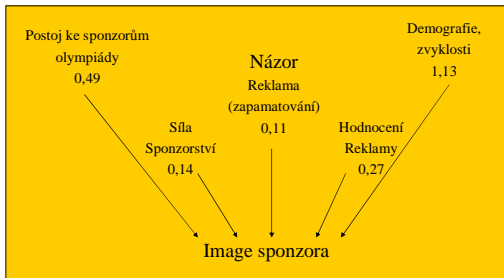 Postoj ke sponzorům
olympiády
0,49
Síla
Sponzorství
0,14
Názor
Reklama
(zapamatování)
0,11
Hodnocení
Reklamy
0,27
Demografie,
zvyklosti
1,13
Image sponzora